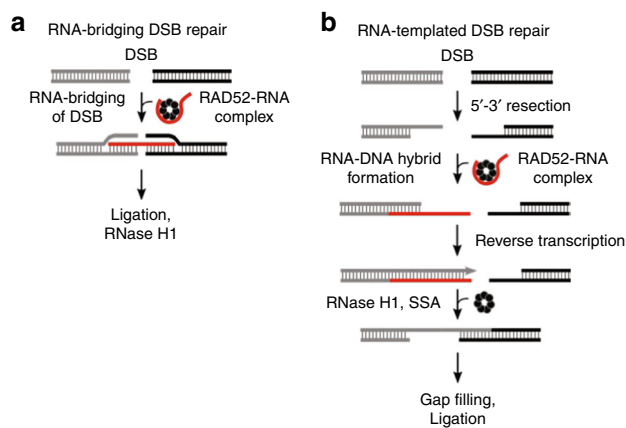 a
RNA-bridging DSB repair
DSB
RNA-bridging
of DSB
RAD52-RNA
complex
Ligation,
RNase H1
b
RNA-templated DSB repair
DSB
5′-3′ resection
RNA-DNA hybrid
formation
RAD52-RNA
complex
Reverse transcription
RNase H1, SSA
Gap filling,
Ligation